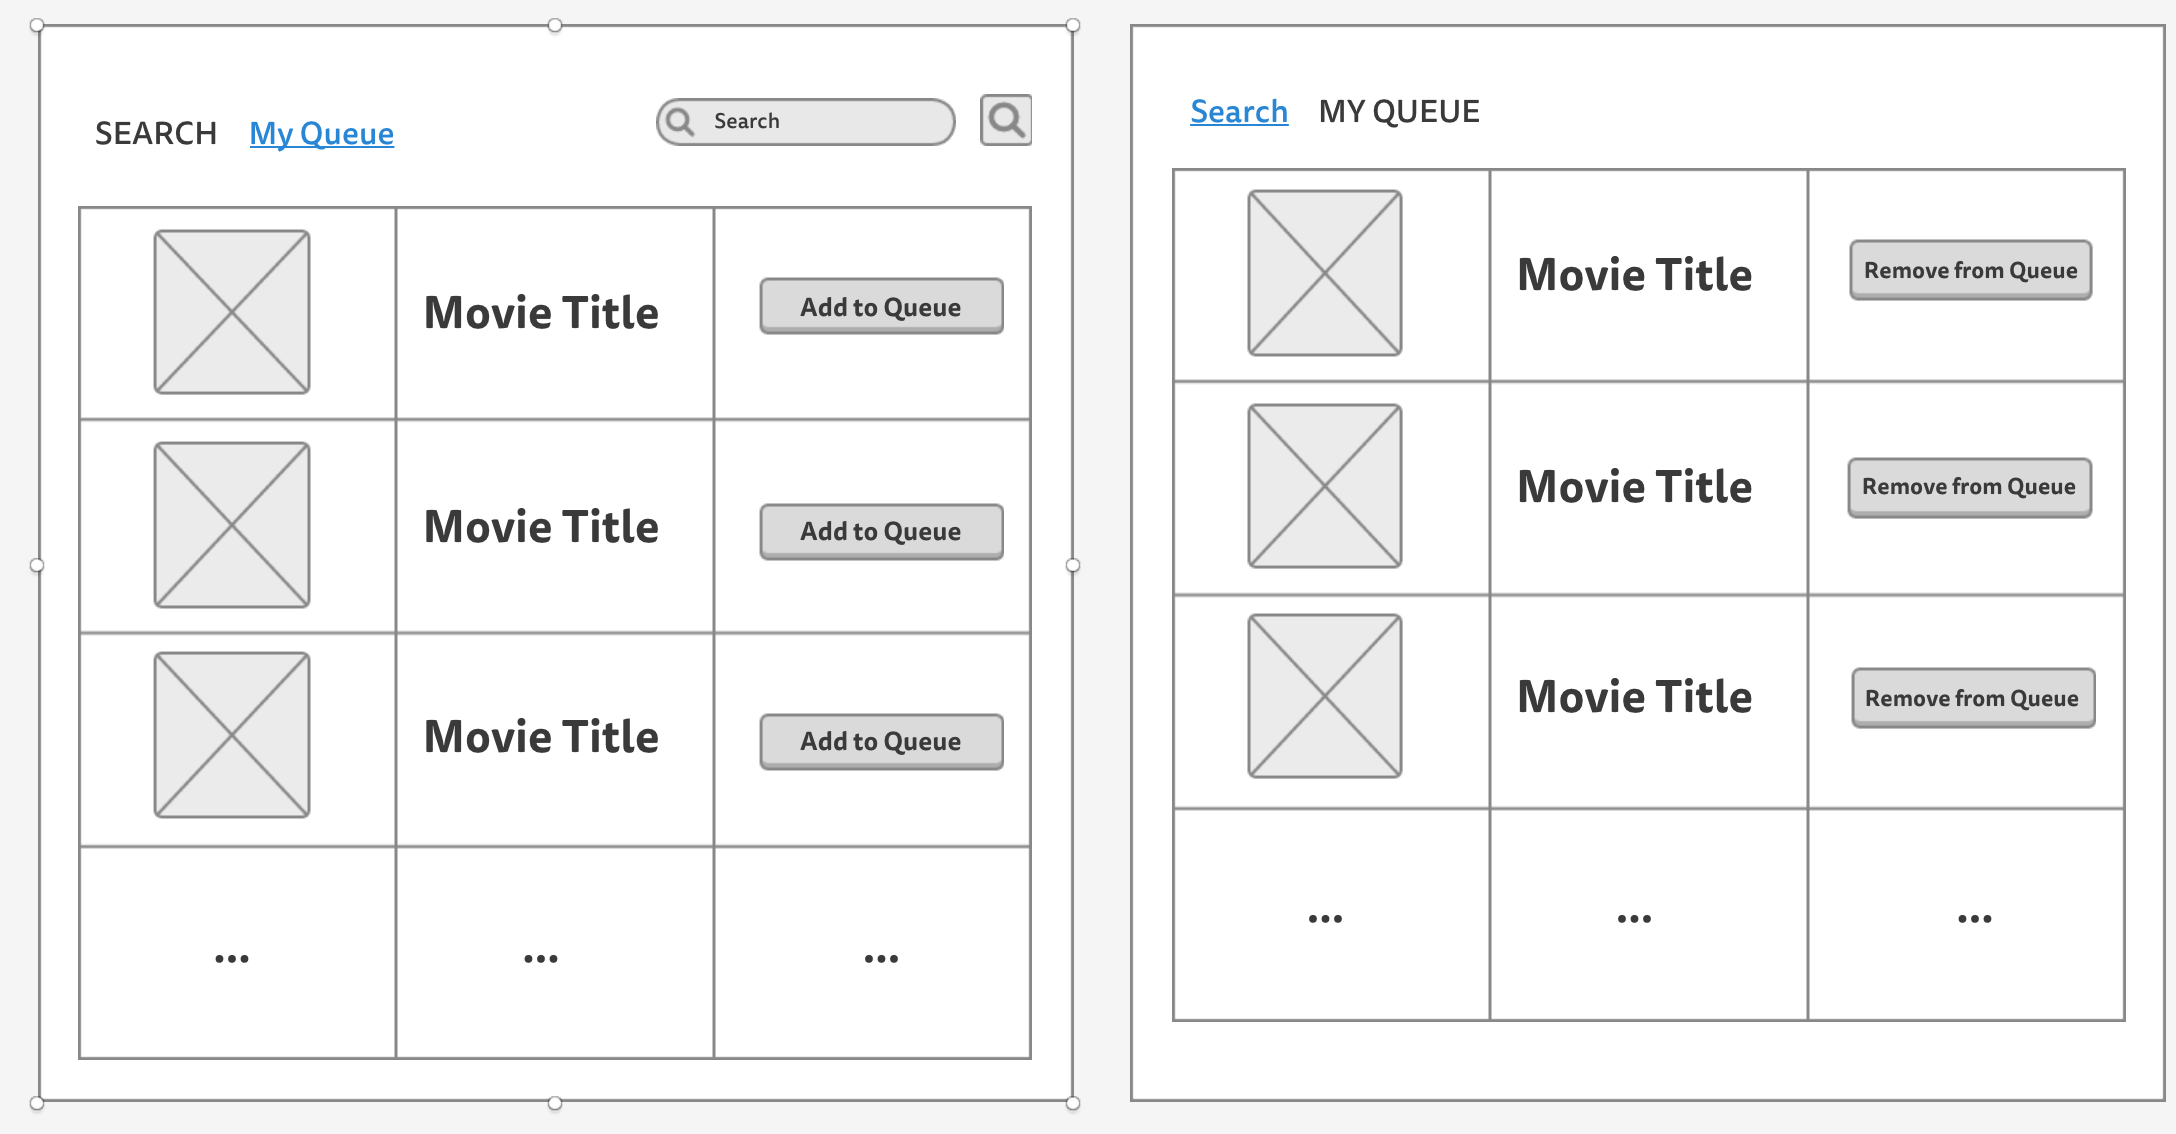 SEARCH My Queue Search
Movie Title Add to Queue
Movie Title Add to Queue
Movie Title Add to Queue
... ... ...
Search MY QUEUE
Movie Title Remove from Queue
Movie Title Remove from Queue
Movie Title Remove from Queue
... ... ...